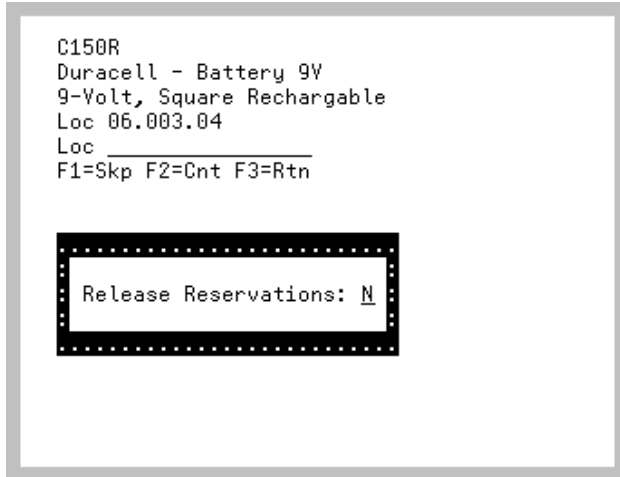 C150R
Duracell - Battery 9V
9-Volt, Square Rechargable
Loc 06.003.04
Loc _________________
F1=Skp F2=Cnt F3=Rtn
Release Reservations: N